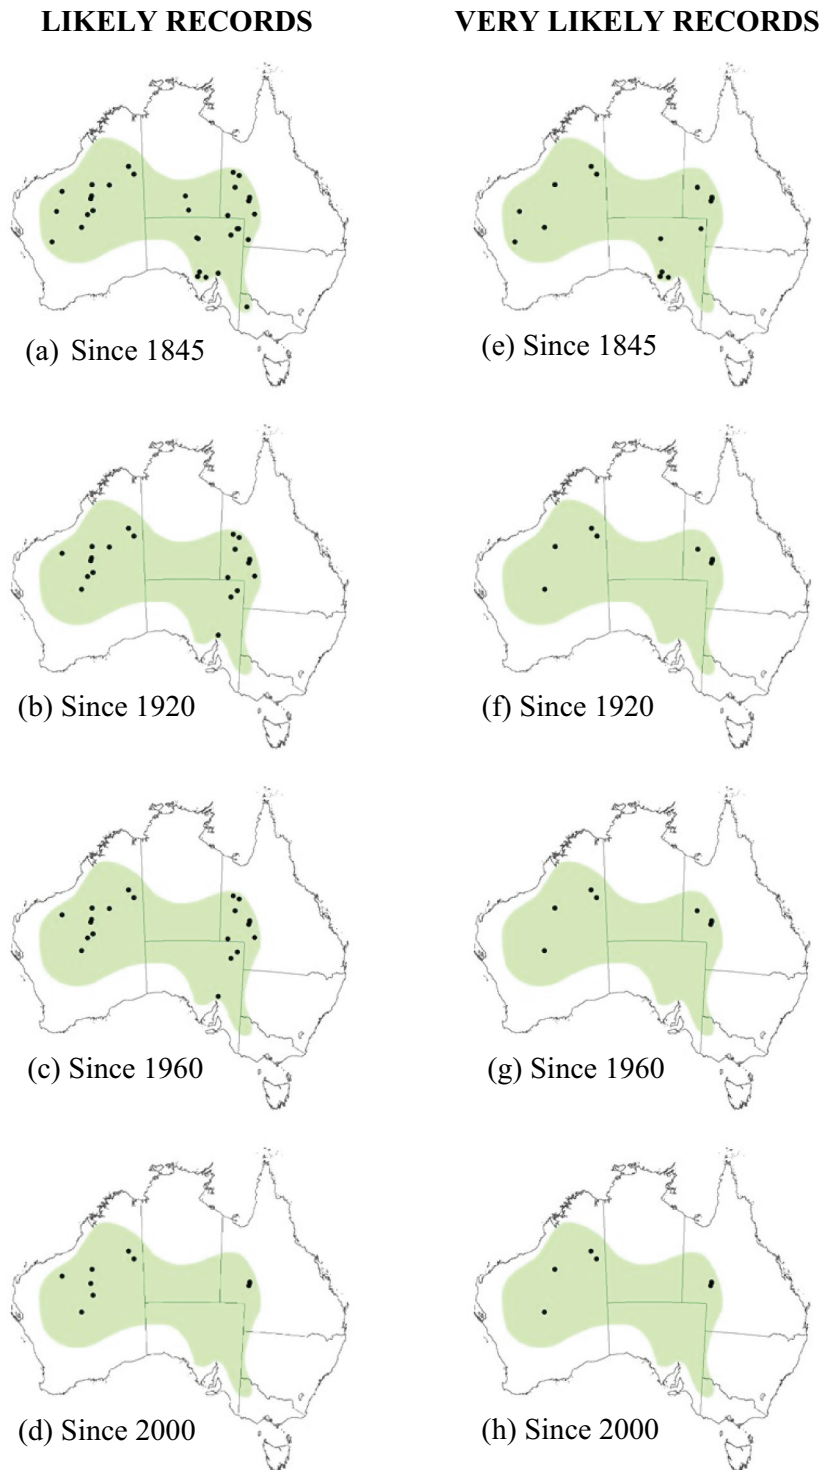 LIKELY RECORDS
VERY LIKELY RECORDS
(a) Since 1845
(e) Since 1845
(b) Since 1920
(f) Since 1920
(c) Since 1960
(g) Since 1960
(d) Since 2000
(h) Since 2000